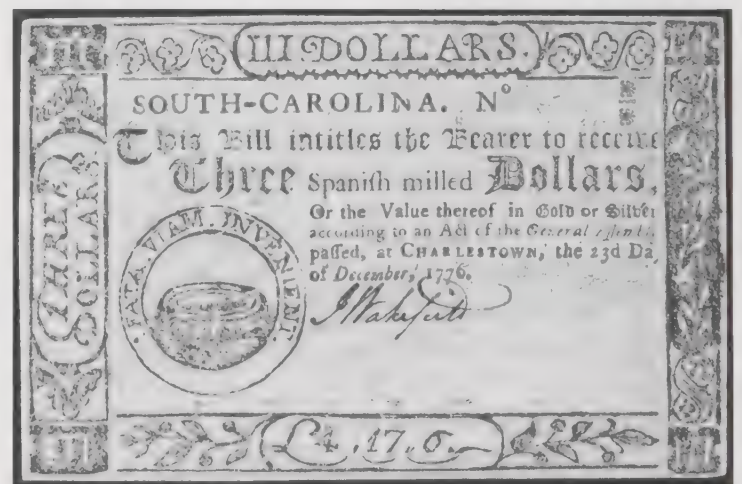 III DOLLARS.
SOUTH-CAROLINA. Nº
This Bill intitles the Bearer to receive
Three Spaniſh milled Dollars,
Or the Value thereof in Gold or Silver
according to an Act of the General Aſſembly,
paſſed, at CHARLESTOWN, the 23d Day
of December, 1776.
FATA VIAM INVENIENT.
J Wakefield
THREE
DOLLARS.
L4.17.6.